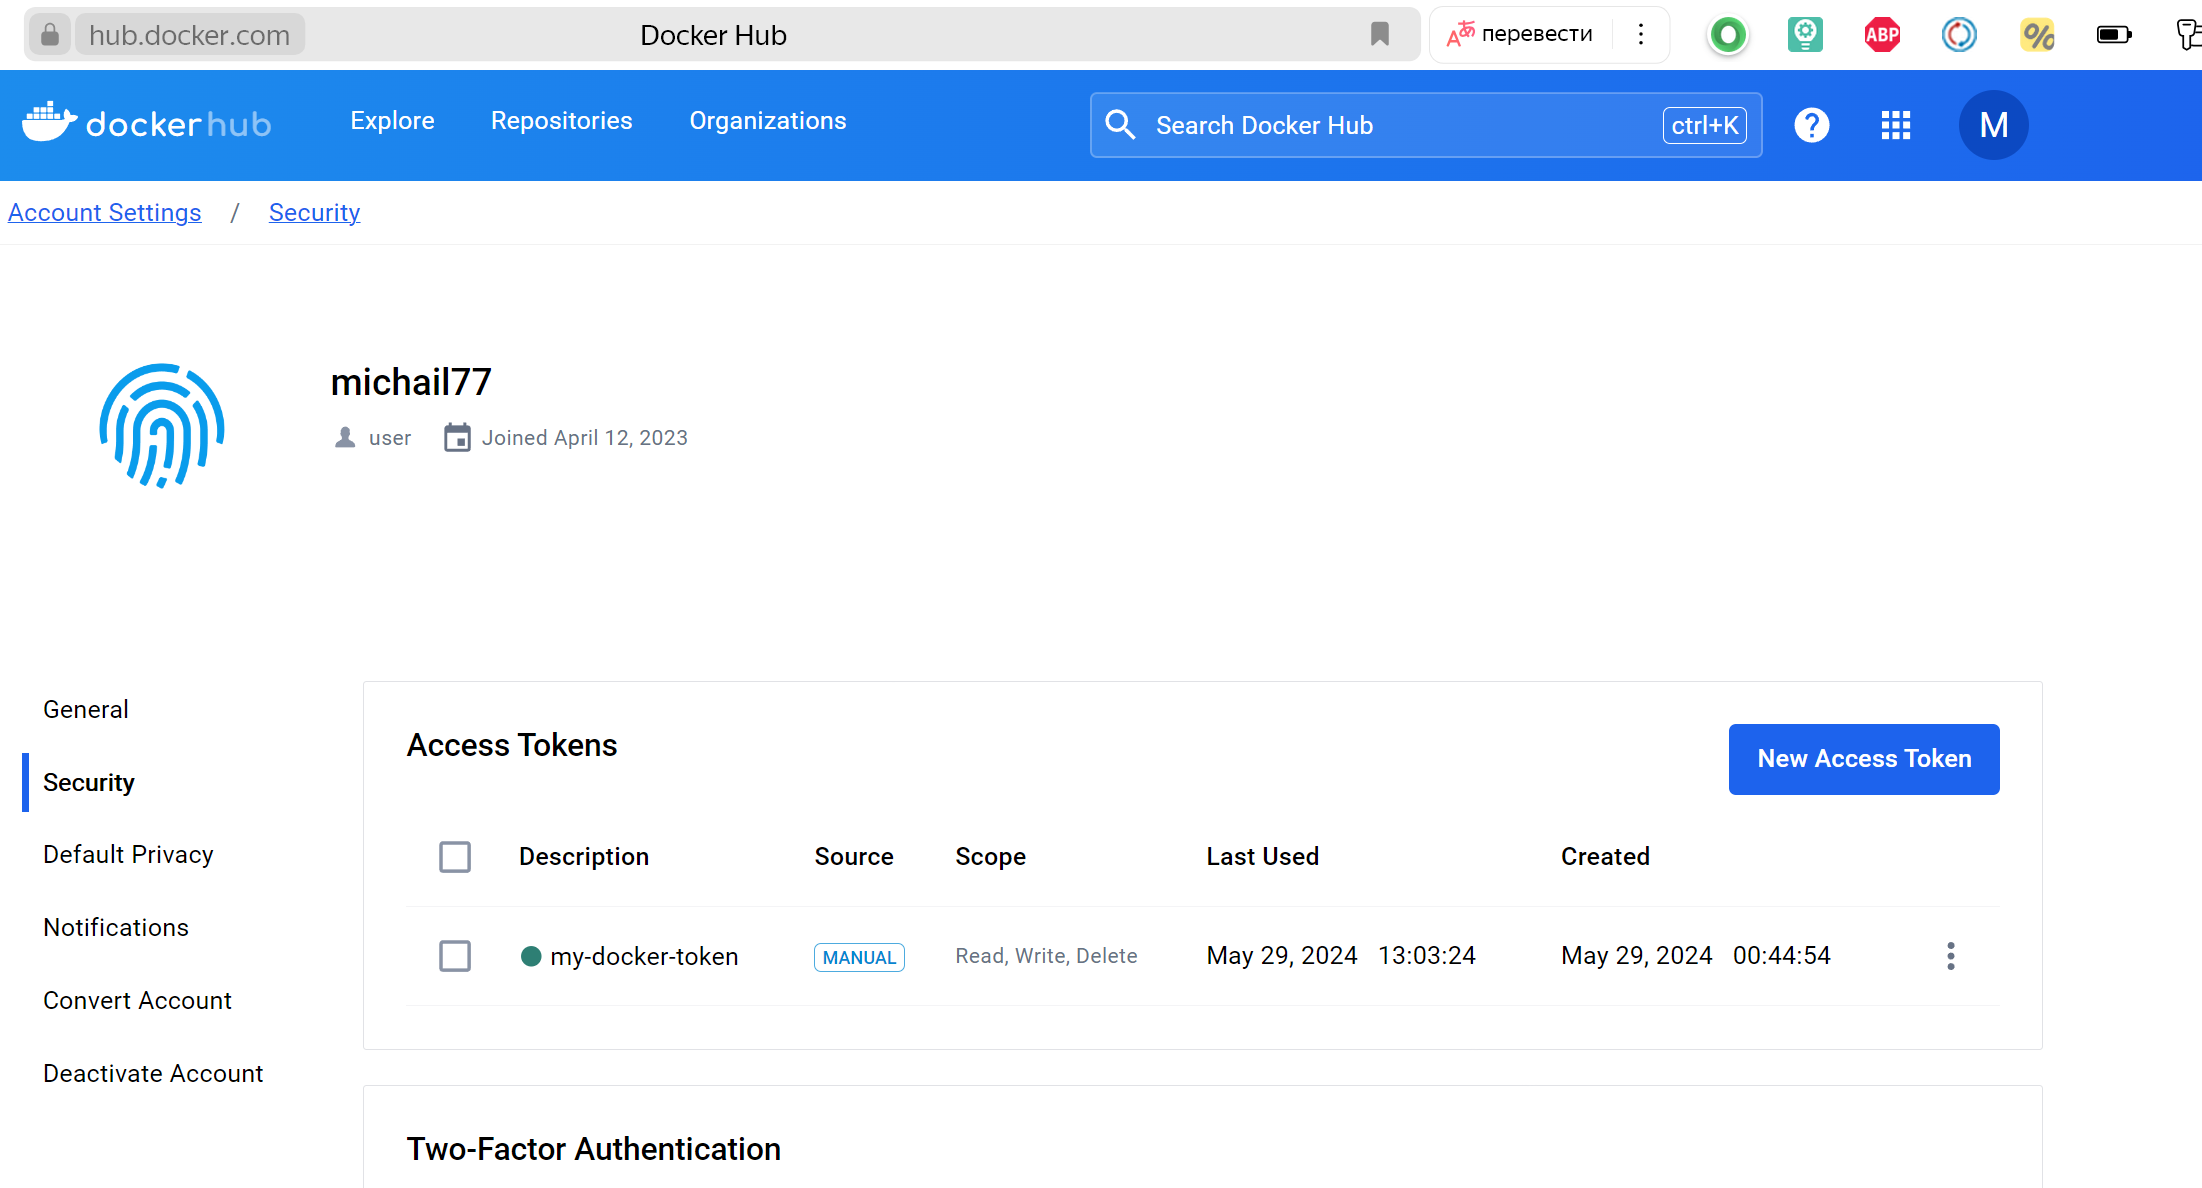 hub.docker.com Docker Hub перевести
dockerhub Explore Repositories Organizations Search Docker Hub ctrl+K M
Account Settings / Security
michail77
user Joined April 12, 2023
General
Security
Default Privacy
Notifications
Convert Account
Deactivate Account
Access Tokens New Access Token
Description Source Scope Last Used Created
my-docker-token MANUAL Read, Write, Delete May 29, 2024 13:03:24 May 29, 2024 00:44:54
Two-Factor Authentication
ABP